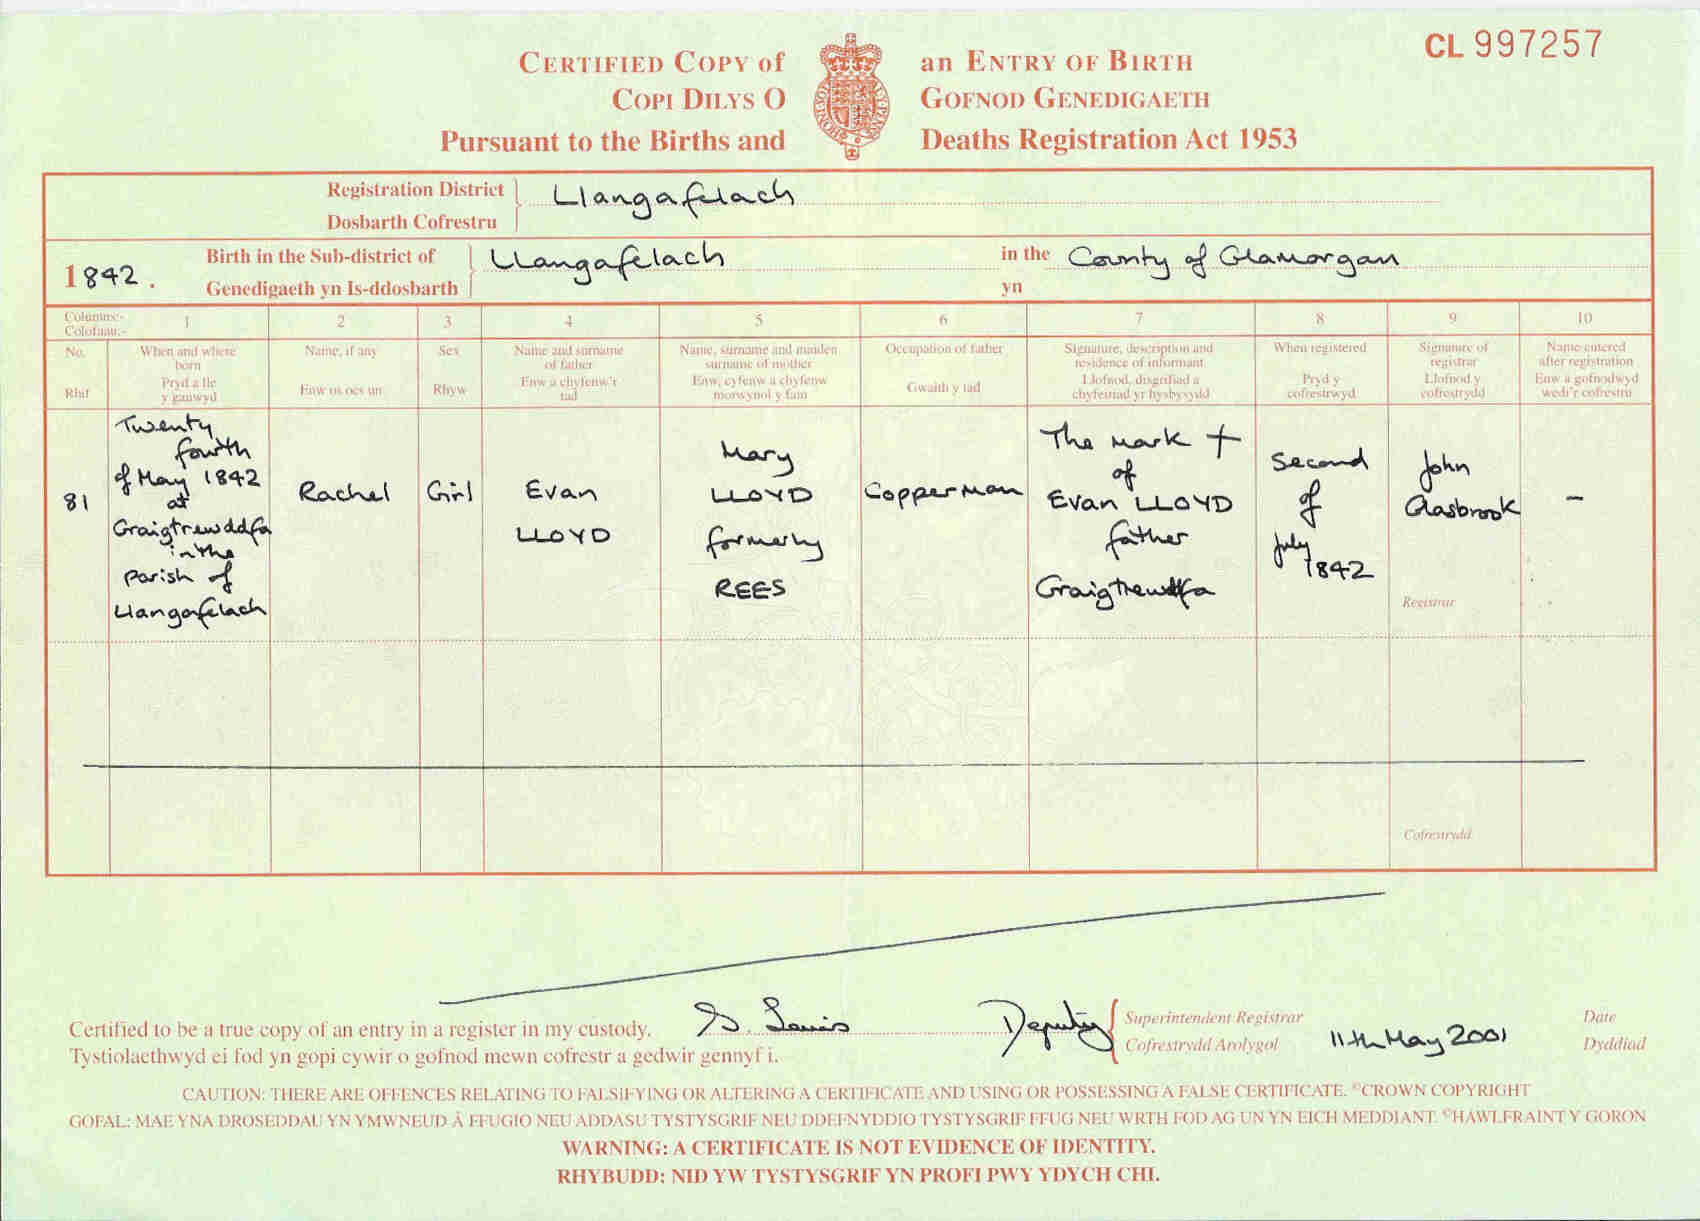 CL 997257
CERTIFIED COPY of an ENTRY OF BIRTH
COPI DILYS O GOFNOD GENEDIGAETH
Pursuant to the Births and Deaths Registration Act 1953
HONI·SOIT
Registration District Llangafelach
Dosbarth Cofrestru
1842. Birth in the Sub-district of Llangafelach in the County of Glamorgan
Genedigaeth yn Is-ddosbarth yn
Columns:- 1 2 3 4 5 6 7 8 9 10
Colofnau:-
No.
Rhif
When and where
born
Pryd a lle
y ganwyd
Name, if any
Enw os oes un
Sex
Rhyw
Name and surname
of father
Enw a chyfenw'r
tad
Name, surname and maiden
surname of mother
Enw, cyfenw a chyfenw
morwynol y fam
Occupation of father
Gwaith y tad
Signature, description and
residence of informant
Llofnod, disgrifiad a
chyfeiriad yr hysbysydd
When registered
Pryd y
cofrestrwyd
Signature of
registrar
Llofnod y
cofrestrydd
Name entered
after registration
Enw a gofnodwyd
wedi'r cofrestru
81
Twenty
fourth
of May 1842
at
Graigtrewddfa
in the
Parish of
Llangafelach
Rachel
Girl
Evan
LLOYD
Mary
LLOYD
formerly
REES
Copperman
The mark +
of
Evan LLOYD
father
Graigtrewddfa
Second
of
July
1842
John
Glasbrook
–
Registrar
Cofrestrydd
Certified to be a true copy of an entry in a register in my custody.
Tystiolaethwyd ei fod yn gopi cywir o gofnod mewn cofrestr a gedwir gennyf i.
Lewis
Deputy
Superintendent Registrar
Cofrestrydd Arolygol
11th May 2001
Date
Dyddiad
CAUTION: THERE ARE OFFENCES RELATING TO FALSIFYING OR ALTERING A CERTIFICATE AND USING OR POSSESSING A FALSE CERTIFICATE. ©CROWN COPYRIGHT
GOFAL: MAE YNA DROSEDDAU YN YMWNEUD Â FFUGIO NEU ADDASU TYSTYSGRIF NEU DDEFNYDDIO TYSTYSGRIF FFUG NEU WRTH FOD AG UN YN EICH MEDDIANT. ©HAWLFRAINT Y GORON
WARNING: A CERTIFICATE IS NOT EVIDENCE OF IDENTITY.
RHYBUDD: NID YW TYSTYSGRIF YN PROFI PWY YDYCH CHI.